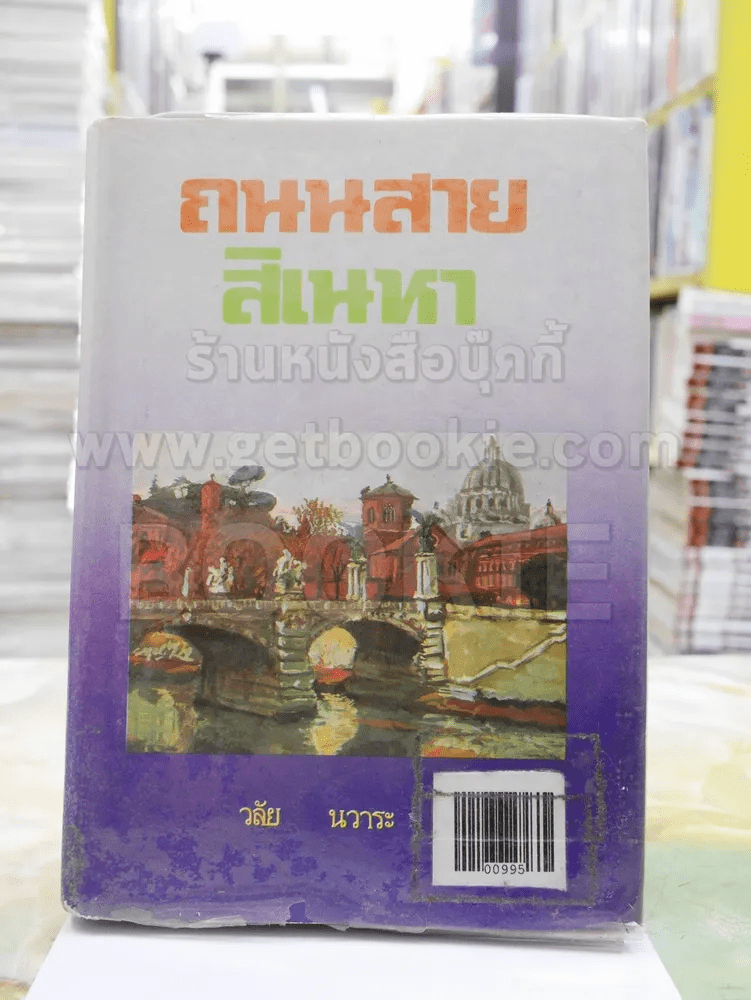 ถนนสาย
สิเนหา
ร้านหนังสือบุ๊คกี้
www.getbookie.com
BOOKIE
วลัย นวาระ
00995